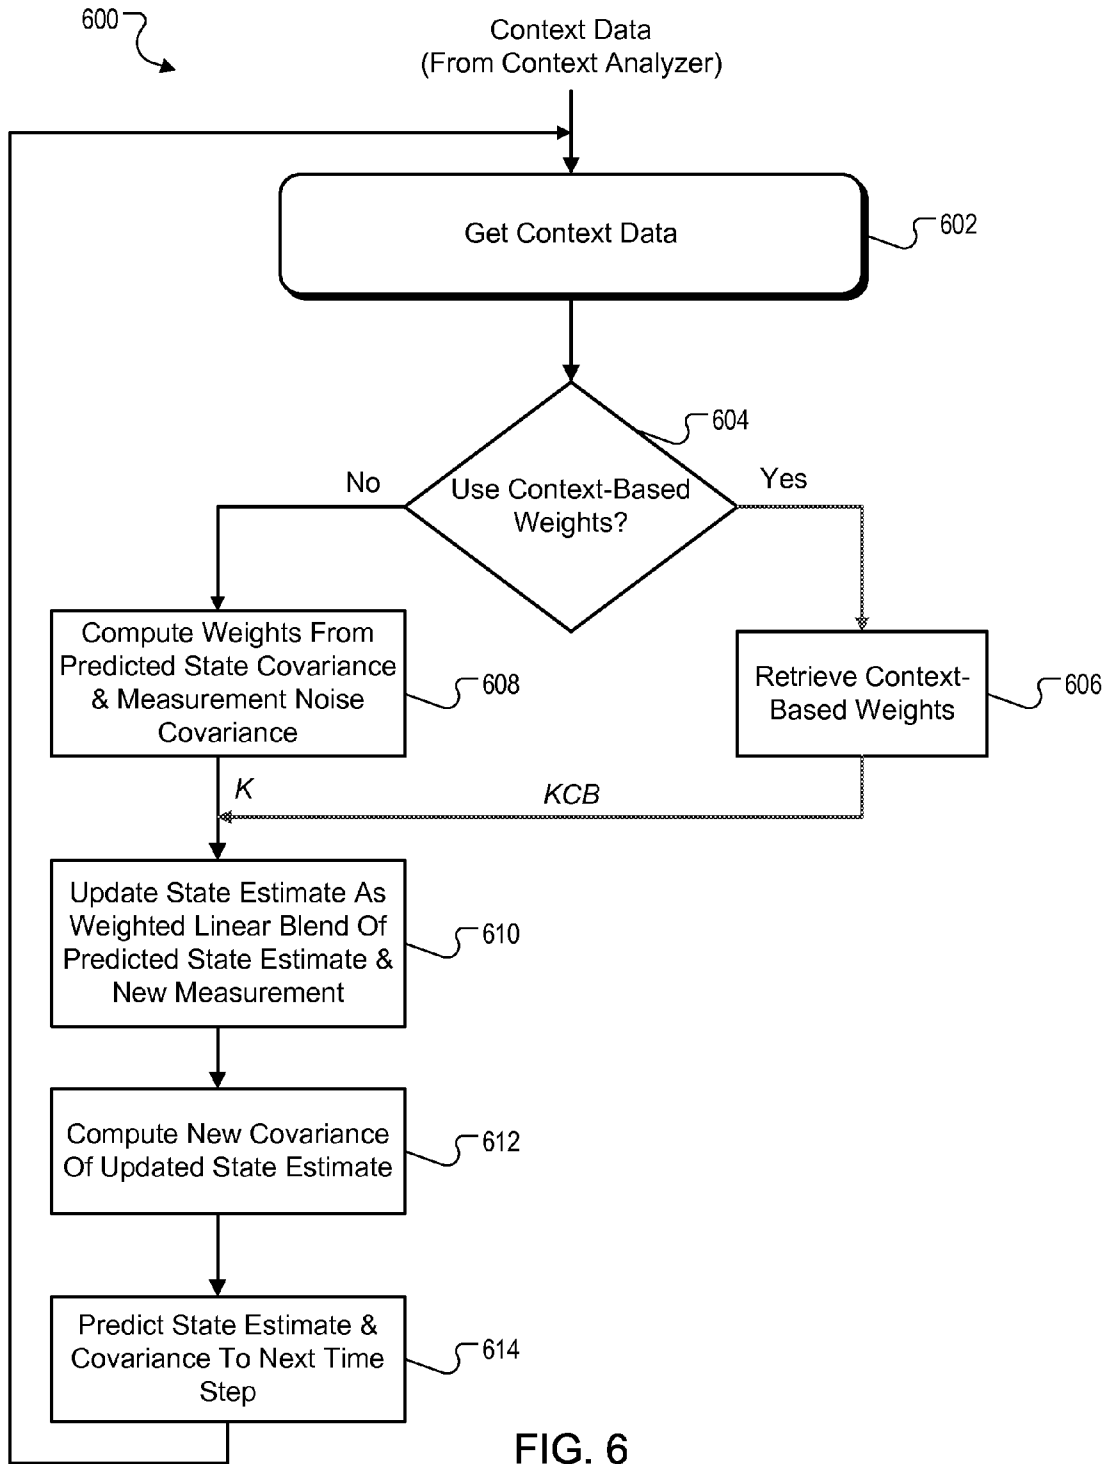 600
Context Data
(From Context Analyzer)
Get Context Data
602
604
No
Use Context-Based
Weights?
Yes
Compute Weights From
Predicted State Covariance
& Measurement Noise
Covariance
608
Retrieve Context-
Based Weights
606
K
KCB
Update State Estimate As
Weighted Linear Blend Of
Predicted State Estimate &
New Measurement
610
Compute New Covariance
Of Updated State Estimate
612
Predict State Estimate &
Covariance To Next Time
Step
614
FIG. 6